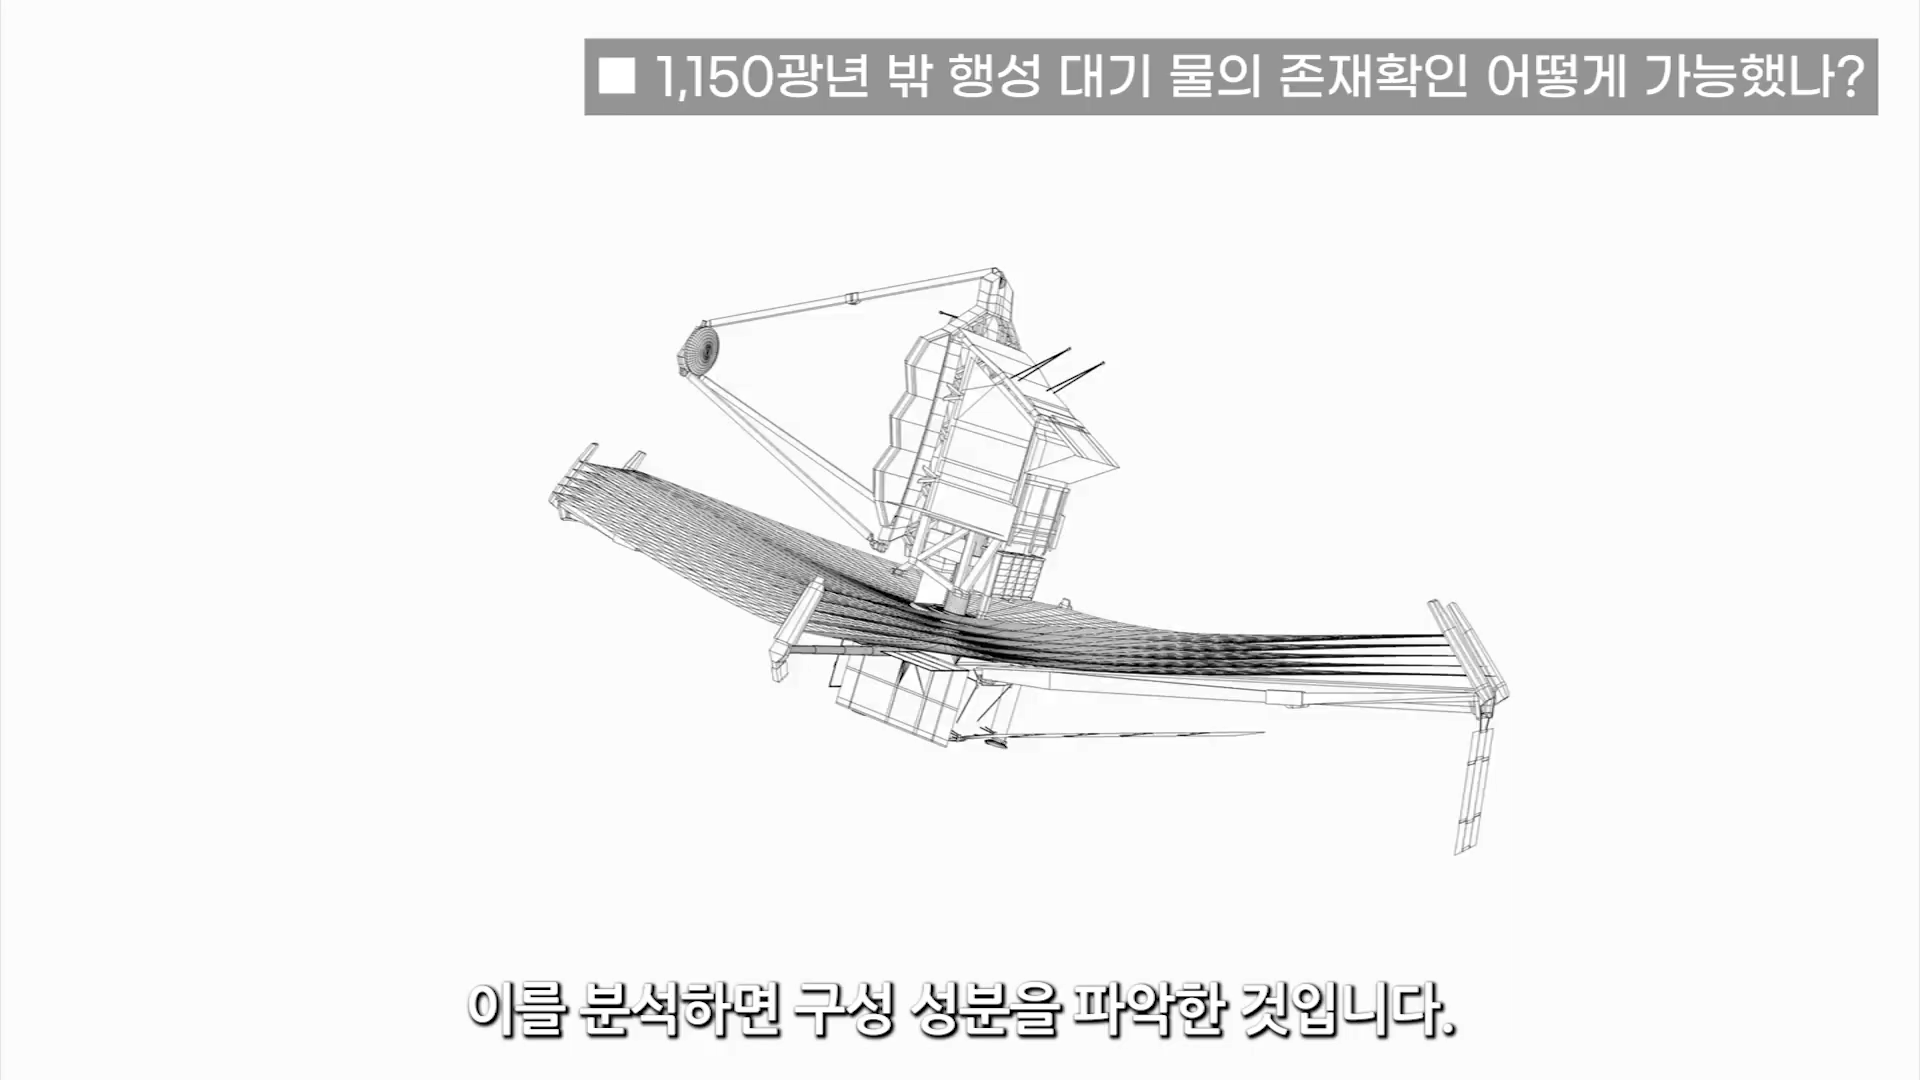 ■ 1,150광년 밖 행성 대기 물의 존재확인 어떻게 가능했나?
이를 분석하면 구성 성분을 파악한 것입니다.